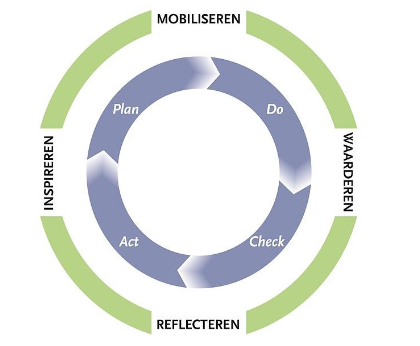 MOBILISEREN
Plan
Do
INSPIREREN
WAARDEREN
Act
Check
REFLECTEREN